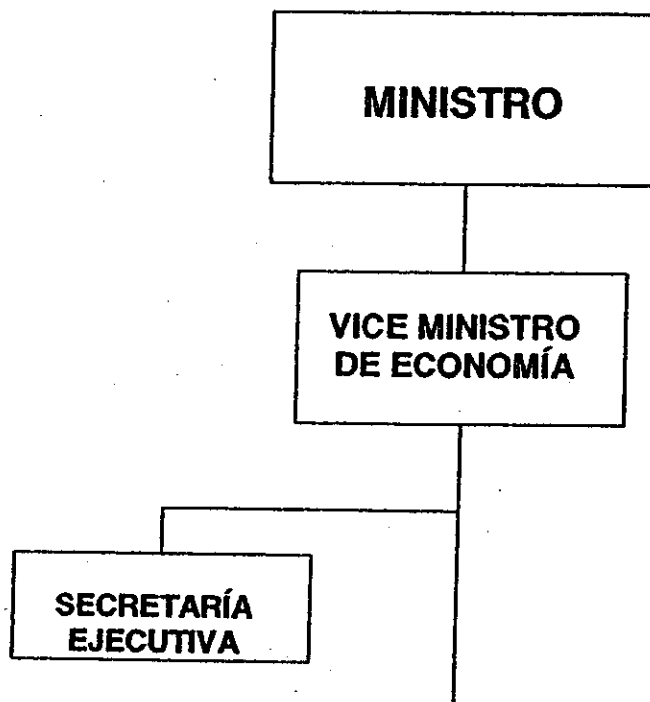 MINISTRO
VICE MINISTRO
DE ECONOMÍA
SECRETARÍA
EJECUTIVA